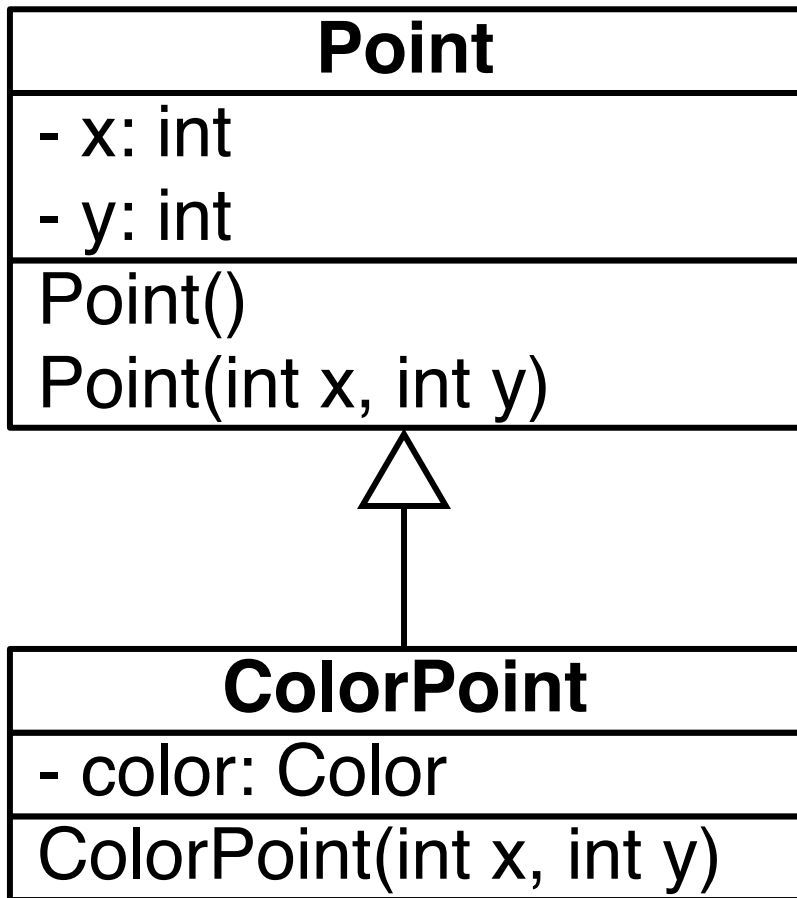 Point
- x: int
- y: int
Point()
Point(int x, int y)
ColorPoint
- color: Color
ColorPoint(int x, int y)